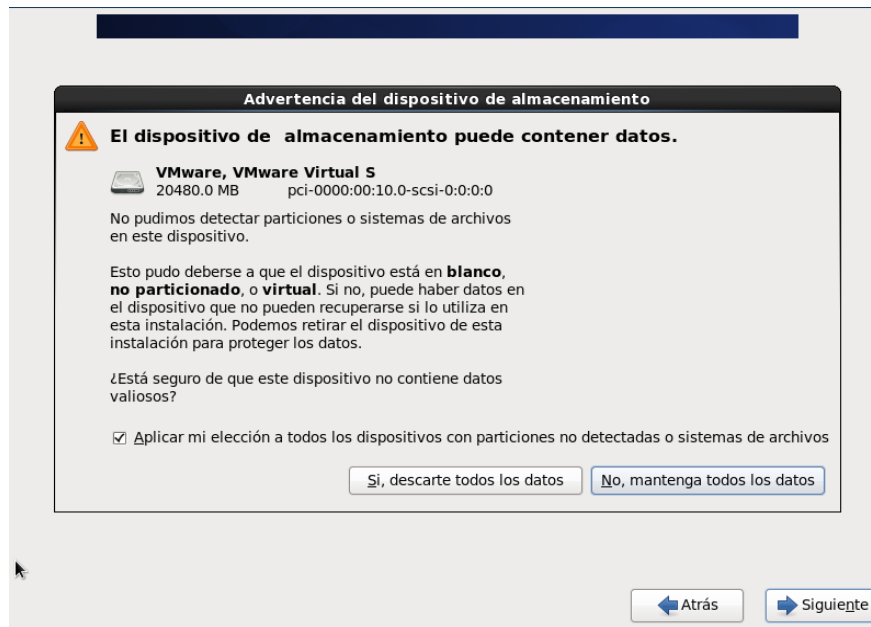 Advertencia del dispositivo de almacenamiento
El dispositivo de almacenamiento puede contener datos.
VMware, VMware Virtual S
20480.0 MB pci-0000:00:10.0-scsi-0:0:0:0
No pudimos detectar particiones o sistemas de archivos
en este dispositivo.
Esto pudo deberse a que el dispositivo está en blanco,
no particionado, o virtual. Si no, puede haber datos en
el dispositivo que no pueden recuperarse si lo utiliza en
esta instalación. Podemos retirar el dispositivo de esta
instalación para proteger los datos.
¿Está seguro de que este dispositivo no contiene datos
valiosos?
Aplicar mi elección a todos los dispositivos con particiones no detectadas o sistemas de archivos
Si, descarte todos los datos
No, mantenga todos los datos
Atrás
Siguiente